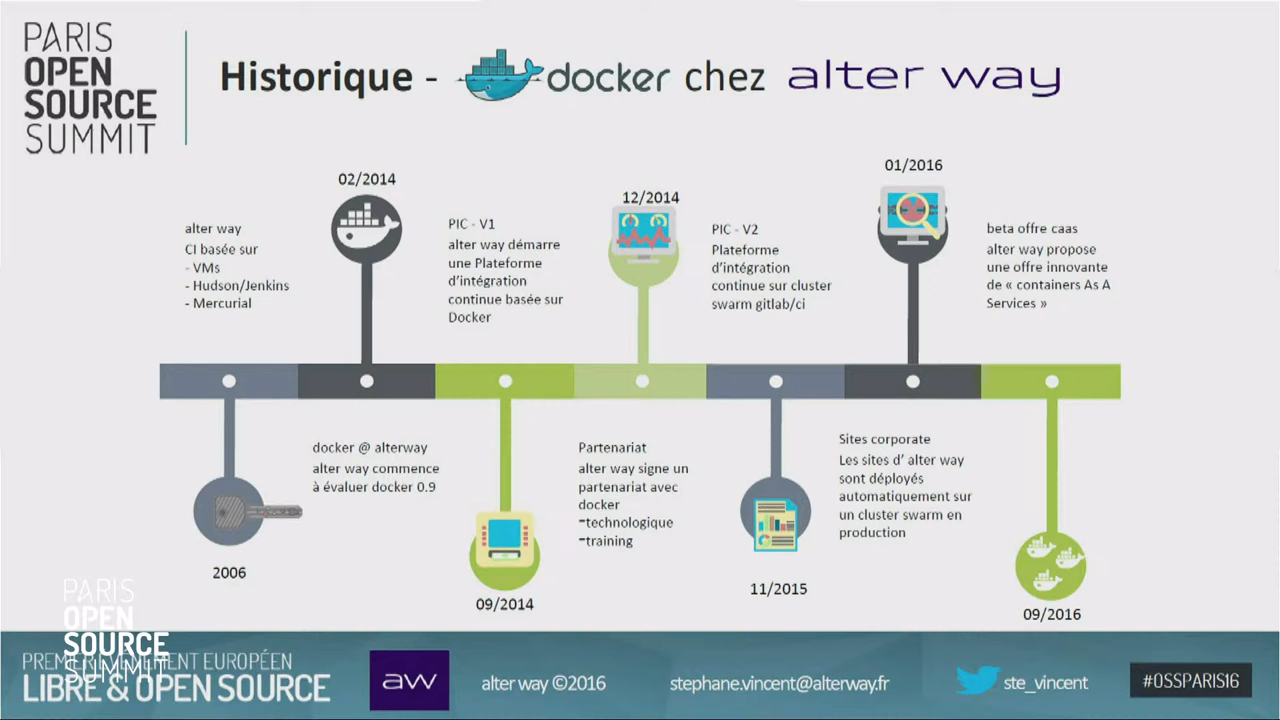 PARIS
OPEN
SOURCE
SUMMIT
Historique - docker chez alter way
alter way
CI basée sur
- VMs
- Hudson/Jenkins
- Mercurial
2006
02/2014
docker @ alterway
alter way commence
à évaluer docker 0.9
PIC - V1
alter way démarre
une Plateforme
d’intégration
continue basée sur
Docker
09/2014
12/2014
Partenariat
alter way signe un
partenariat avec
docker
-technologique
-training
PIC - V2
Plateforme
d’intégration
continue sur cluster
swarm gitlab/ci
11/2015
01/2016
Sites corporate
Les sites d’ alter way
sont déployés
automatiquement sur
un cluster swarm en
production
beta offre caas
alter way propose
une offre innovante
de « containers As A
Services »
09/2016
PARIS
OPEN
SOURCE
SUMMIT
EUROPÉEN
LIBRE & OPEN SOURCE
aw
alter way ©2016
stephane.vincent@alterway.fr
ste_vincent
#OSSPARIS16